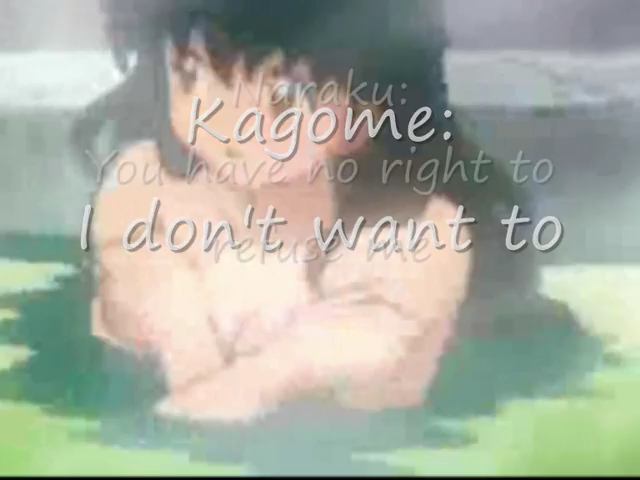 Naraku:
Kagome:
You have no right to
I don't want to
refuse me